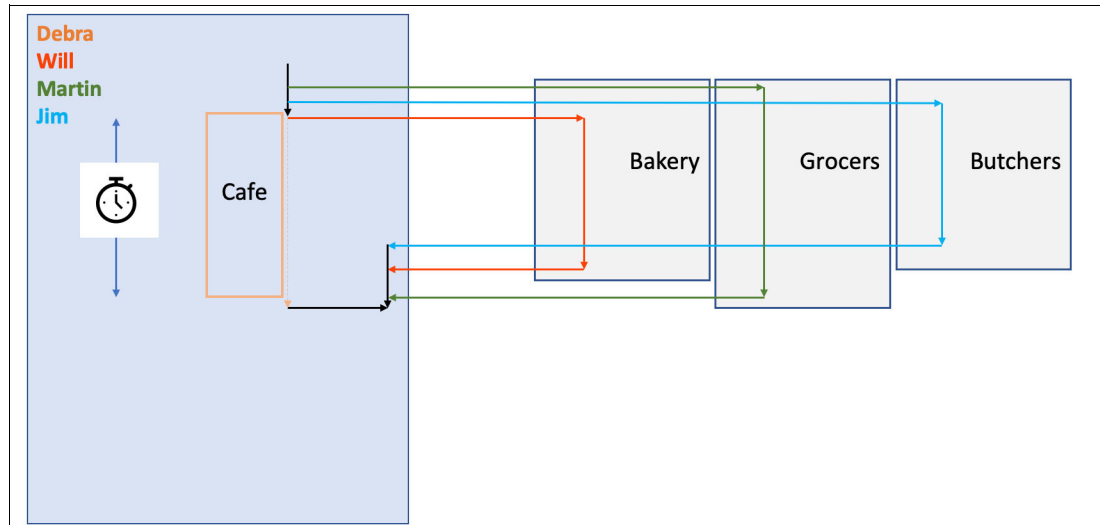 Debra
Will
Martin
Jim
Cafe
Bakery
Grocers
Butchers